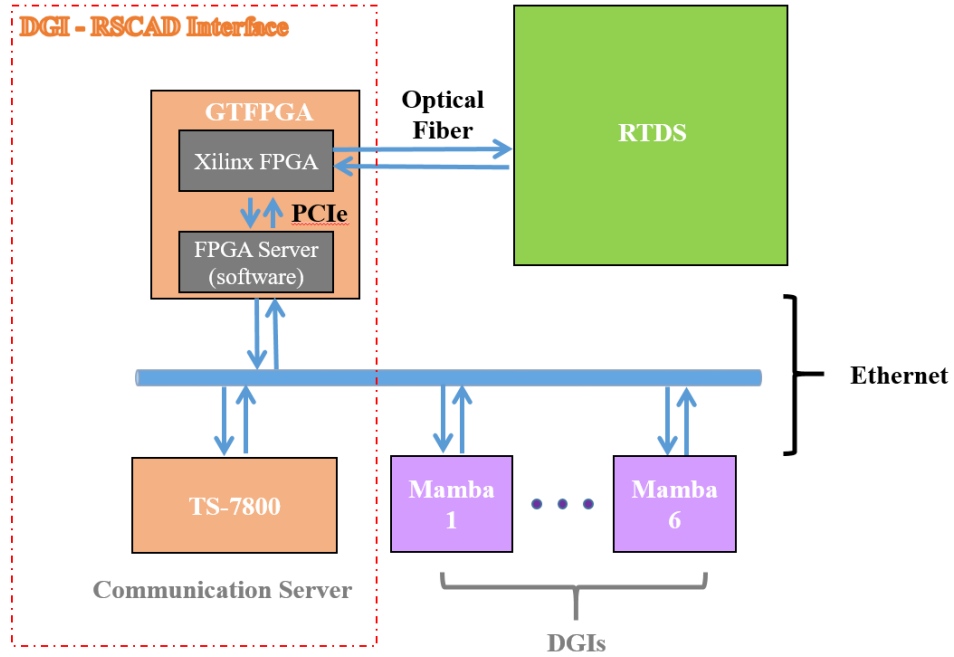 DGI - RSCAD Interface
GTFPGA
Xilinx FPGA
PCIe
FPGA Server
(software)
Optical
Fiber
RTDS
Ethernet
TS-7800
Mamba
1
Mamba
6
Communication Server
DGIs